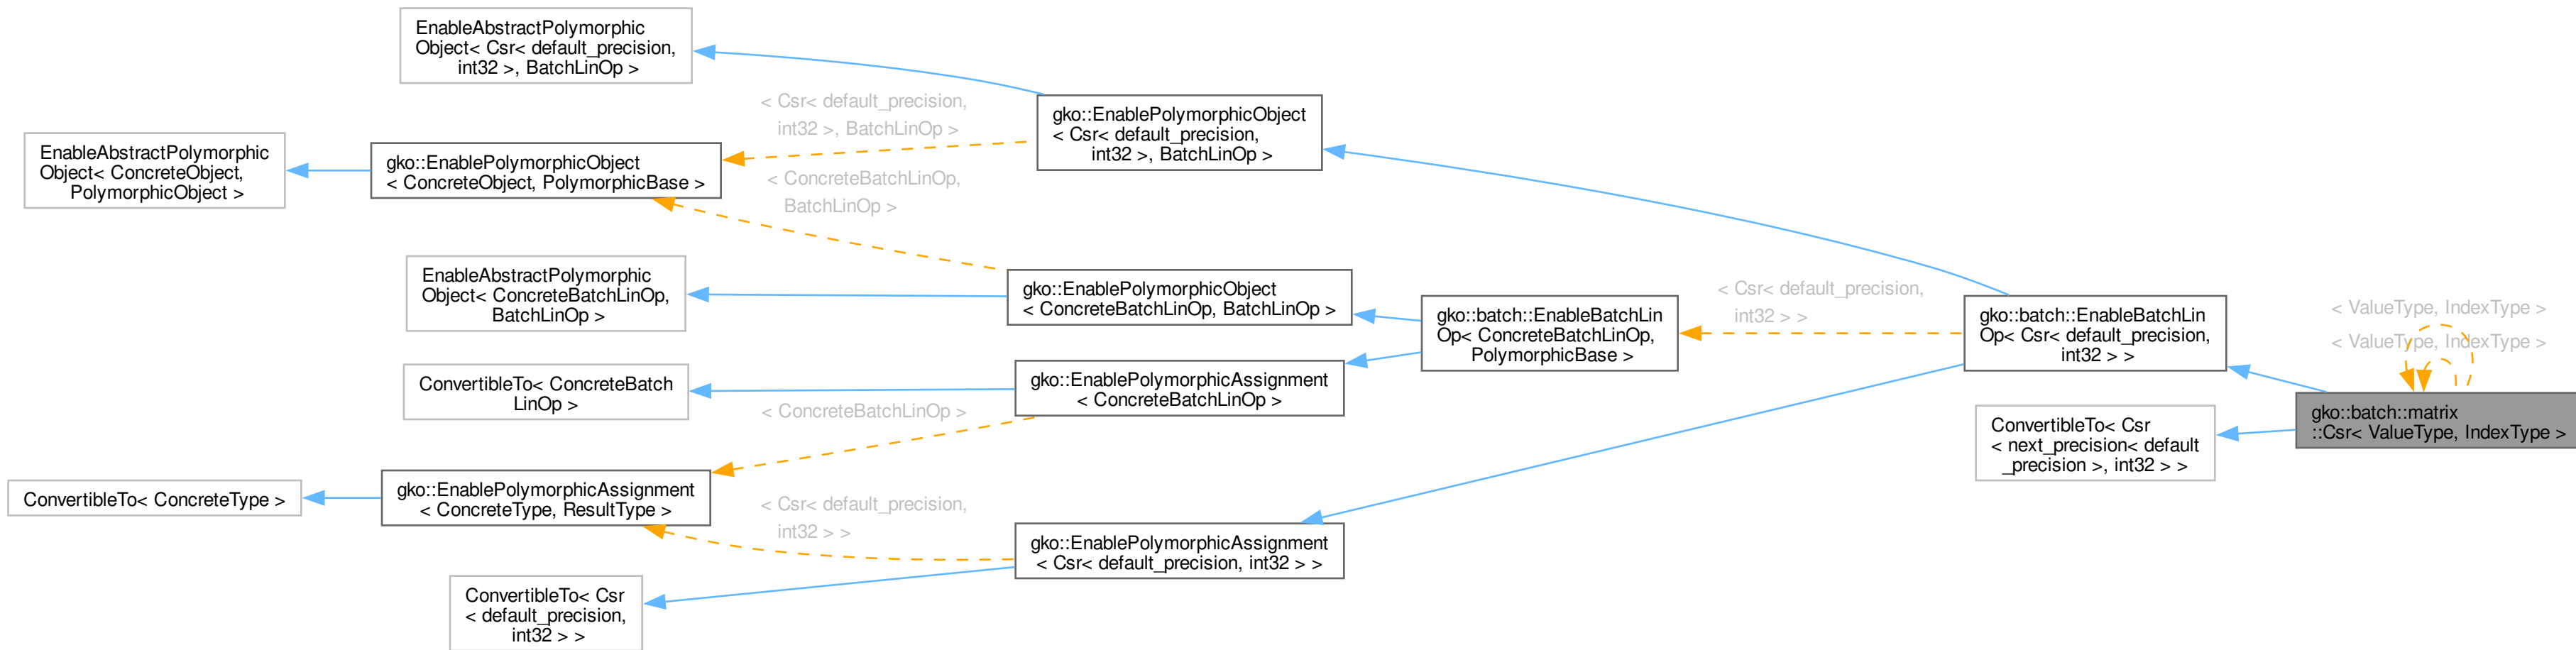 EnableAbstractPolymorphic
Object< Csr< default_precision,
int32 >, BatchLinOp >
< Csr< default_precision,
int32 >, BatchLinOp >
gko::EnablePolymorphicObject
< Csr< default_precision,
int32 >, BatchLinOp >
EnableAbstractPolymorphic
Object< ConcreteObject,
PolymorphicObject >
gko::EnablePolymorphicObject
< ConcreteObject, PolymorphicBase >
< ConcreteBatchLinOp,
BatchLinOp >
EnableAbstractPolymorphic
Object< ConcreteBatchLinOp,
BatchLinOp >
gko::EnablePolymorphicObject
< ConcreteBatchLinOp, BatchLinOp >
gko::batch::EnableBatchLin
Op< ConcreteBatchLinOp,
PolymorphicBase >
< Csr< default_precision,
int32 > >
gko::batch::EnableBatchLin
Op< Csr< default_precision,
int32 > >
< ValueType, IndexType >
< ValueType, IndexType >
ConvertibleTo< ConcreteBatch
LinOp >
gko::EnablePolymorphicAssignment
< ConcreteBatchLinOp >
< ConcreteBatchLinOp >
ConvertibleTo< Csr
< next_precision< default
_precision >, int32 > >
gko::batch::matrix
::Csr< ValueType, IndexType >
ConvertibleTo< ConcreteType >
gko::EnablePolymorphicAssignment
< ConcreteType, ResultType >
< Csr< default_precision,
int32 > >
gko::EnablePolymorphicAssignment
< Csr< default_precision, int32 > >
ConvertibleTo< Csr
< default_precision,
int32 > >